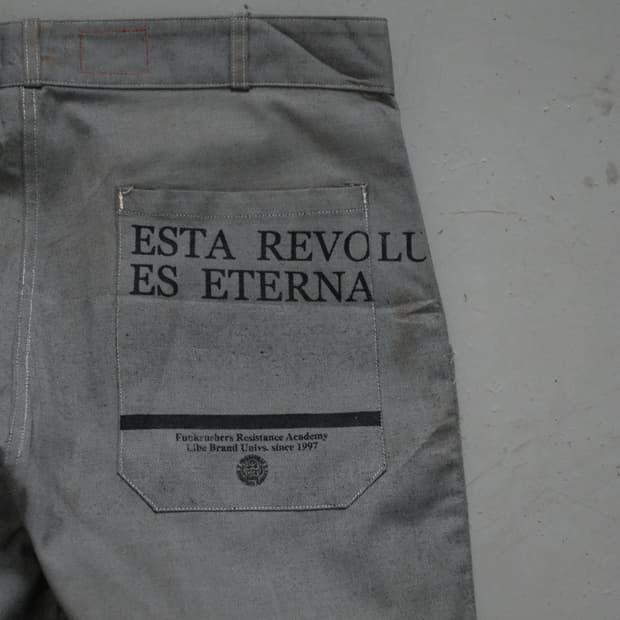 ESTA REVOLU
ES ETERNA
Funkrushers Resistance Academy
Libe Brand Univs. since 1997